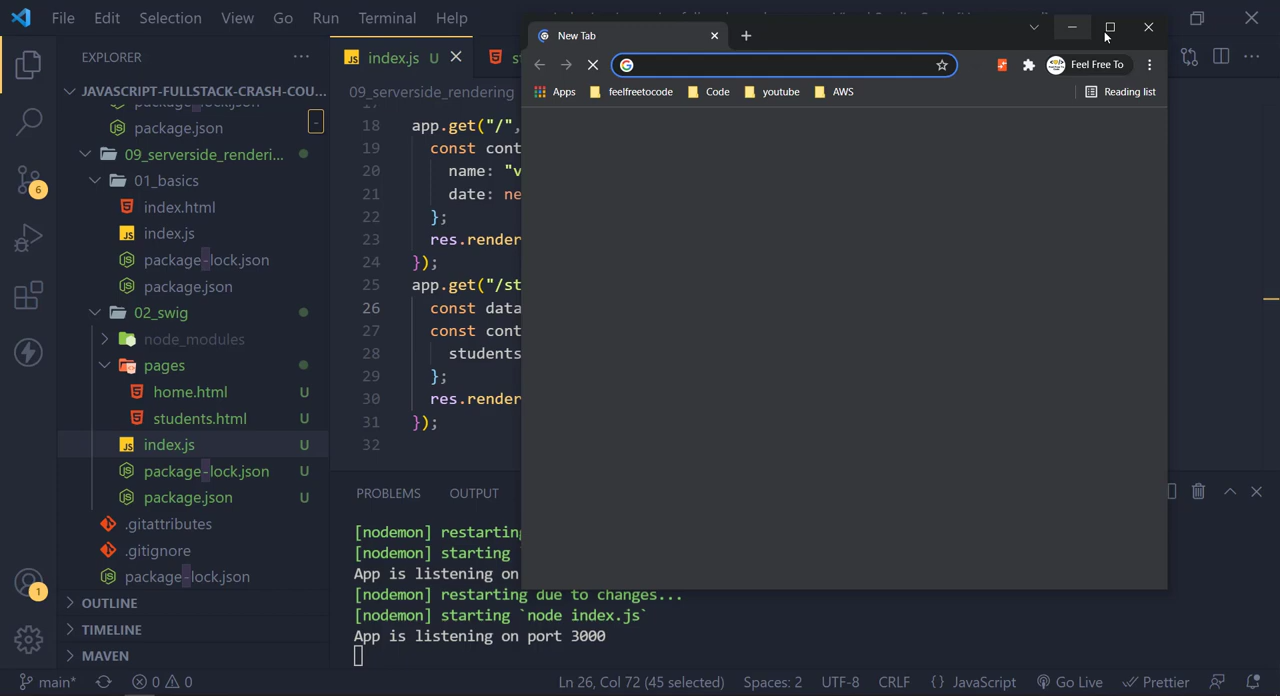 File Edit Selection View Go Run Terminal Help
New Tab
EXPLORER
index.js U
Feel Free To
JAVASCRIPT-FULLSTACK-CRASH-COU...
09_serverside_rendering
Apps feelfreetocode Code youtube AWS Reading list
package.json
09_serverside_renderi...
01_basics
index.html
index.js
package-lock.json
package.json
02_swig
node_modules
pages
home.html U
students.html U
index.js U
package-lock.json U
package.json U
.gitattributes
.gitignore
package-lock.json
OUTLINE
TIMELINE
MAVEN
18 app.get("/",
19 const cont
20 name: "v
21 date: ne
22 };
23 res.render
24 });
25 app.get("/st
26 const data
27 const cont
28 students
29 };
30 res.render
31 });
32
PROBLEMS OUTPUT
[nodemon] restarting
[nodemon] starting `
App is listening on
[nodemon] restarting due to changes...
[nodemon] starting `node index.js`
App is listening on port 3000
6
1
main* 0 0 Ln 26, Col 72 (45 selected) Spaces: 2 UTF-8 CRLF {} JavaScript Go Live Prettier